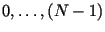 0, . . . , (N − 1)